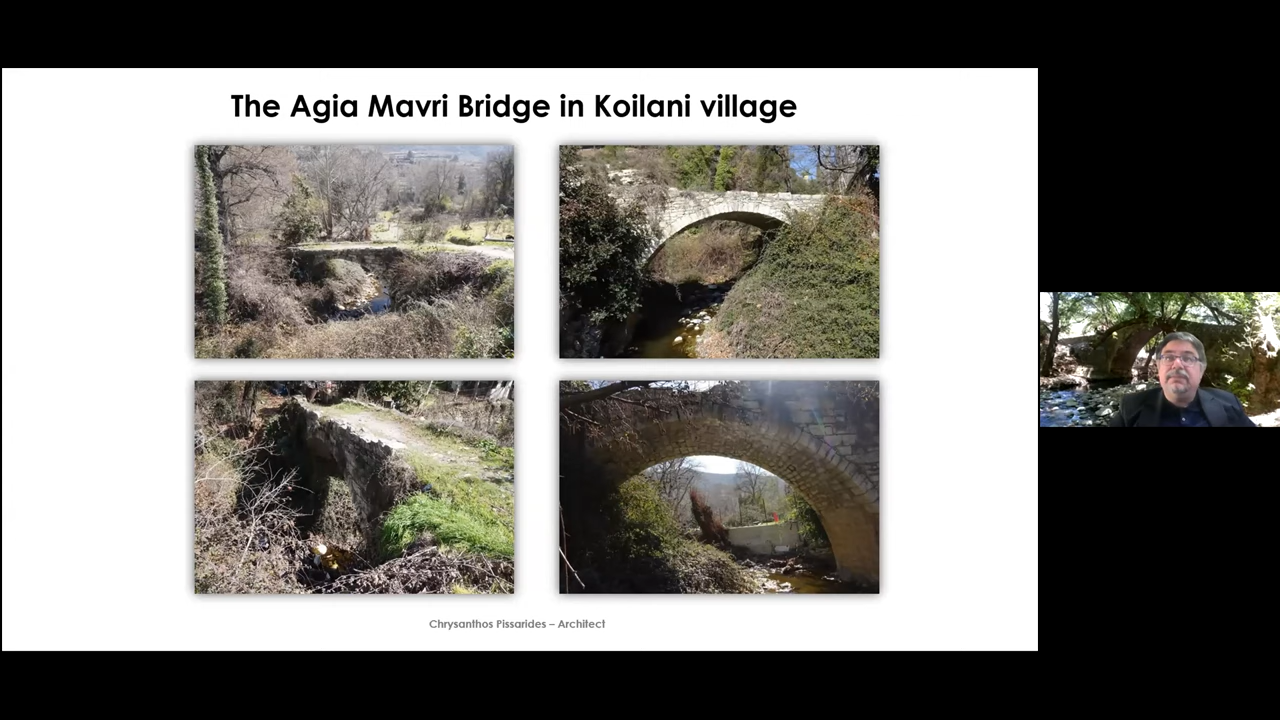 The Agia Mavri Bridge in Koilani village
Chrysanthos Pissarides – Architect